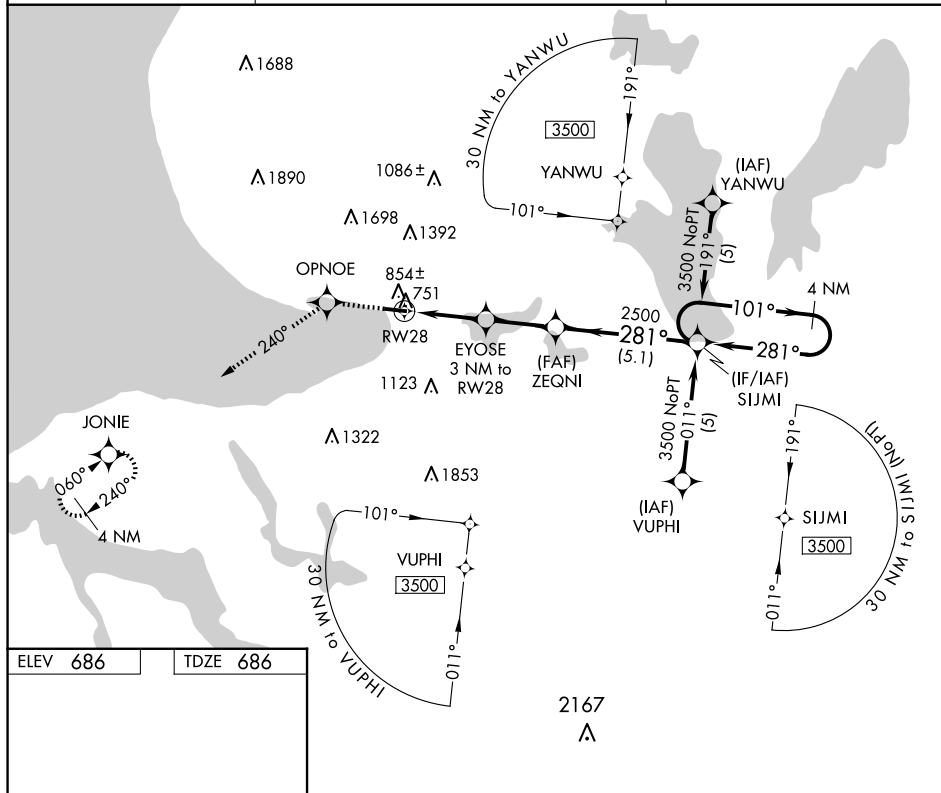 1688
30 NM to YANWU
191°
3500
YANWU
101°
1890
1086±
(IAF)
YANWU
3500 NoPT
191°
(5)
1698
1392
OPNOE
854±
751
RW28
2500
281°
(5.1)
101°
4 NM
281°
(IF/IAF)
SIJMI
EYOSE
3 NM to
RW28
(FAF)
ZEQNI
240°
1123
JONIE
060°
240°
4 NM
1322
1853
3500 NoPT
011°
(5)
(IAF)
VUPHI
191°
SIJMI
3500
011°
30 NM to SIJMI (NoPT)
101°
VUPHI
3500
011°
30 NM to VUPHI
ELEV 686
TDZE 686
2167